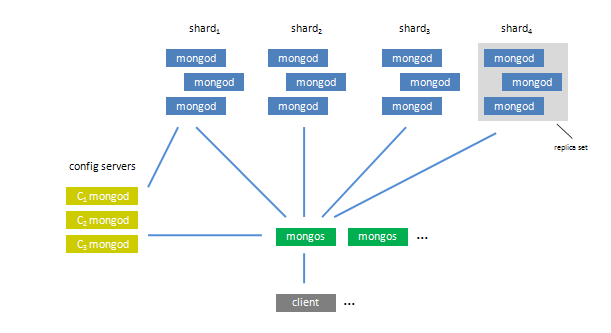 shard₁ shard₂ shard₃ shard₄
mongod mongod mongod mongod
mongod mongod mongod mongod
mongod mongod mongod mongod
replica set
config servers
C₁ mongod
C₂ mongod
C₃ mongod
mongos mongos ...
client ...